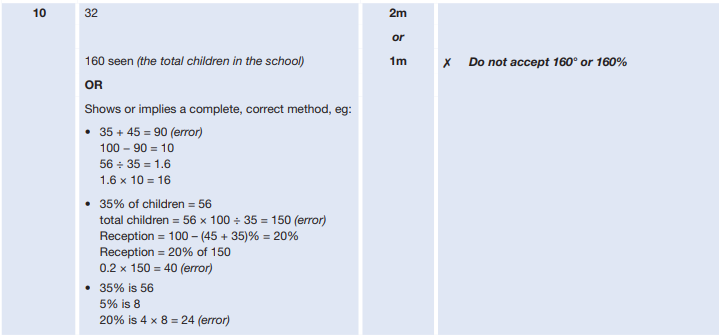 10 32 2m
or
160 seen (the total children in the school) 1m ✗ Do not accept 160° or 160%
OR
Shows or implies a complete, correct method, eg:
• 35 + 45 = 90 (error)
100 – 90 = 10
56 ÷ 35 = 1.6
1.6 × 10 = 16
• 35% of children = 56
total children = 56 × 100 ÷ 35 = 150 (error)
Reception = 100 – (45 + 35)% = 20%
Reception = 20% of 150
0.2 × 150 = 40 (error)
• 35% is 56
5% is 8
20% is 4 × 8 = 24 (error)